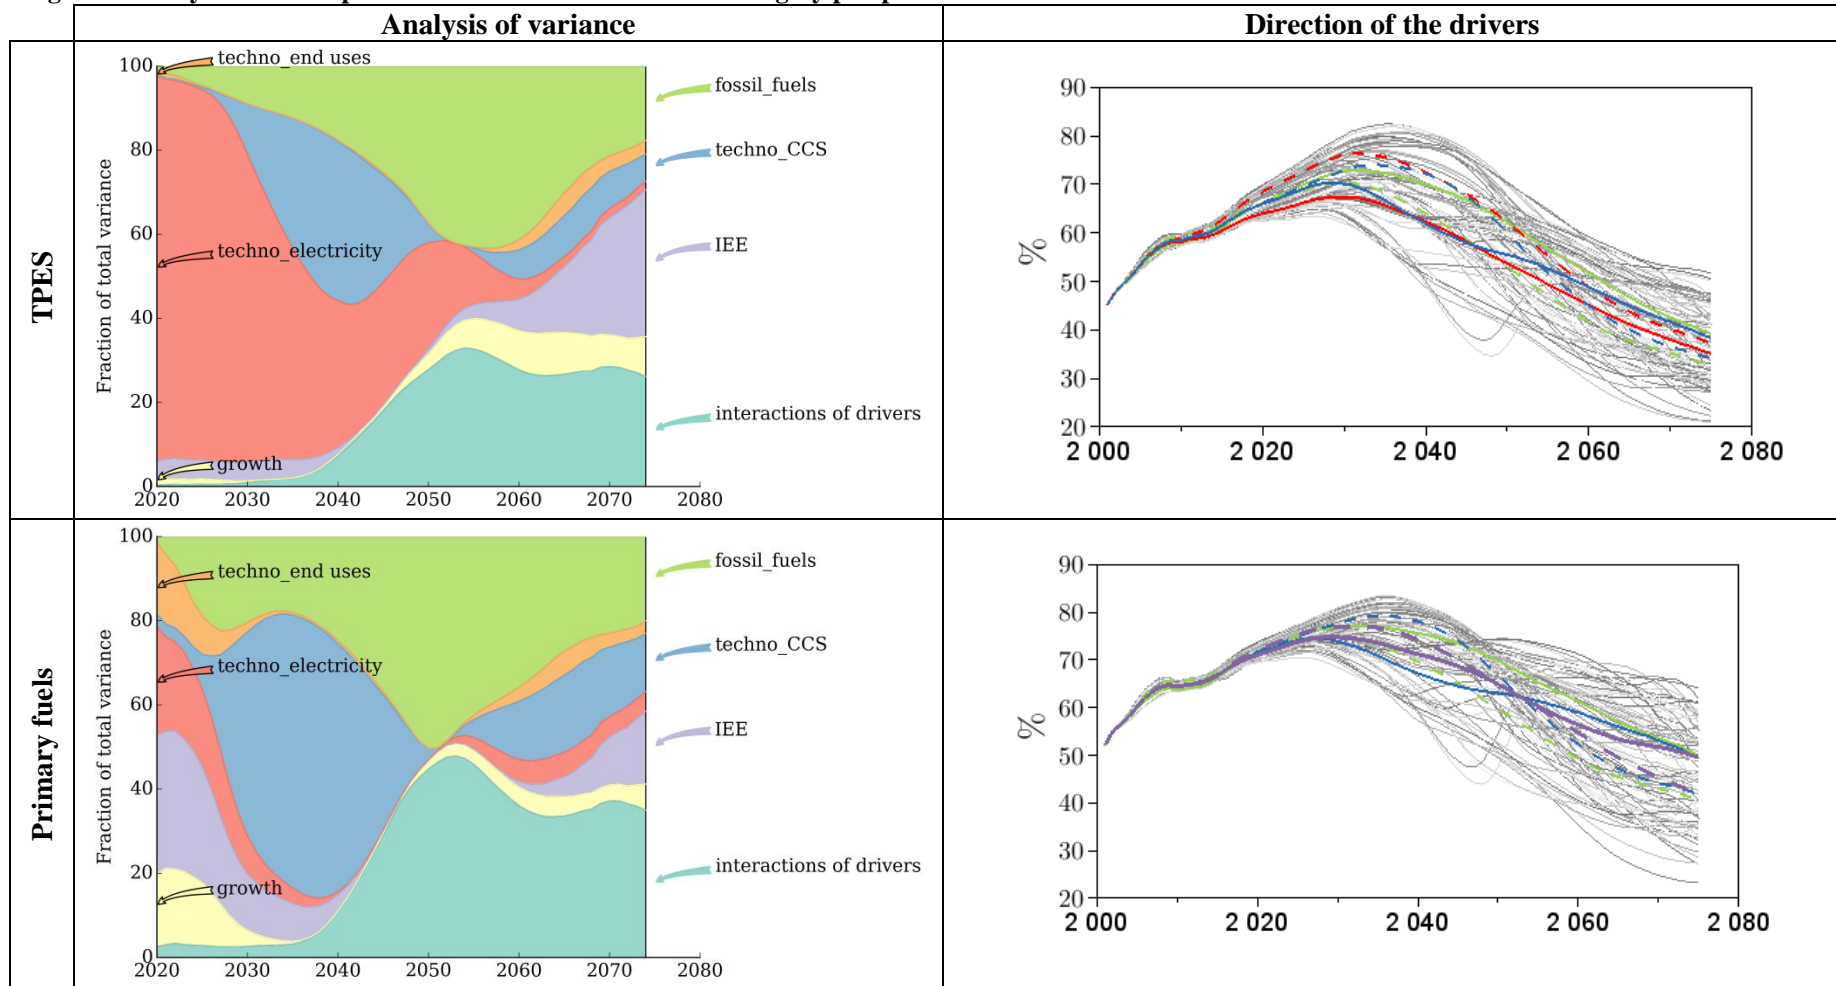 Analysis of variance
Direction of the drivers
TPES
Fraction of total variance
100
80
60
40
20
0
2020
2030
2040
2050
2060
2070
2080
techno_end uses
techno_electricity
growth
fossil_fuels
techno_CCS
IEE
interactions of drivers
%
90
80
70
60
50
40
30
20
2 000
2 020
2 040
2 060
2 080
Primary fuels
Fraction of total variance
100
80
60
40
20
0
2020
2030
2040
2050
2060
2070
2080
techno_end uses
techno_electricity
growth
fossil_fuels
techno_CCS
IEE
interactions of drivers
%
90
80
70
60
50
40
30
20
2 000
2 020
2 040
2 060
2 080